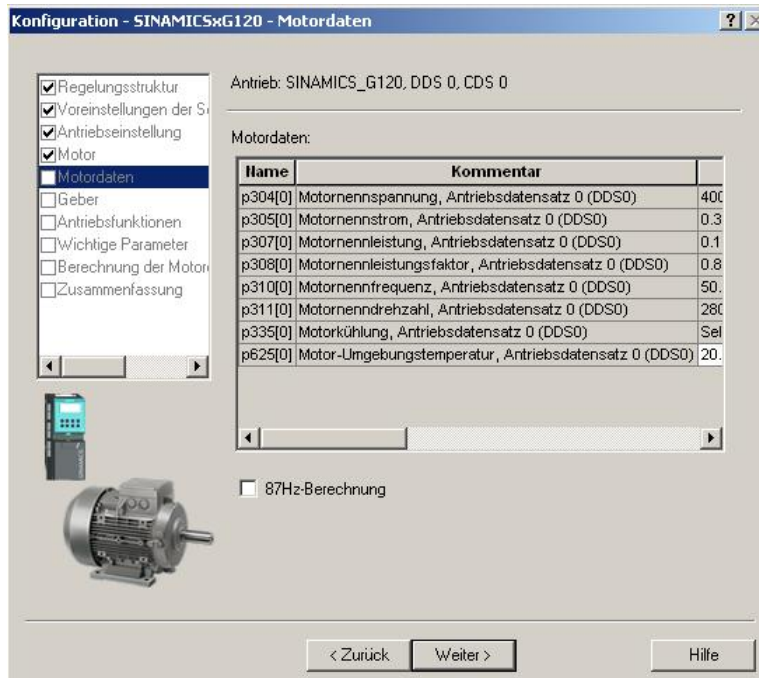 Konfiguration - SINAMICSxG120 - Motordaten
Regelungsstruktur
Voreinstellungen der S
Antriebseinstellung
Motor
Motordaten
Geber
Antriebsfunktionen
Wichtige Parameter
Berechnung der Motor
Zusammenfassung
Antrieb: SINAMICS_G120, DDS 0, CDS 0
Motordaten:
Name Kommentar
p304[0] Motornennspannung, Antriebsdatensatz 0 (DDS0) 400
p305[0] Motornennstrom, Antriebsdatensatz 0 (DDS0) 0.3
p307[0] Motornennleistung, Antriebsdatensatz 0 (DDS0) 0.1
p308[0] Motornennleistungsfaktor, Antriebsdatensatz 0 (DDS0) 0.8
p310[0] Motornennfrequenz, Antriebsdatensatz 0 (DDS0) 50.
p311[0] Motornenndrehzahl, Antriebsdatensatz 0 (DDS0) 280
p335[0] Motorkühlung, Antriebsdatensatz 0 (DDS0) Sel
p625[0] Motor-Umgebungstemperatur, Antriebsdatensatz 0 (DDS0) 20.
SINAMICS
87Hz-Berechnung
< Zurück Weiter > Hilfe